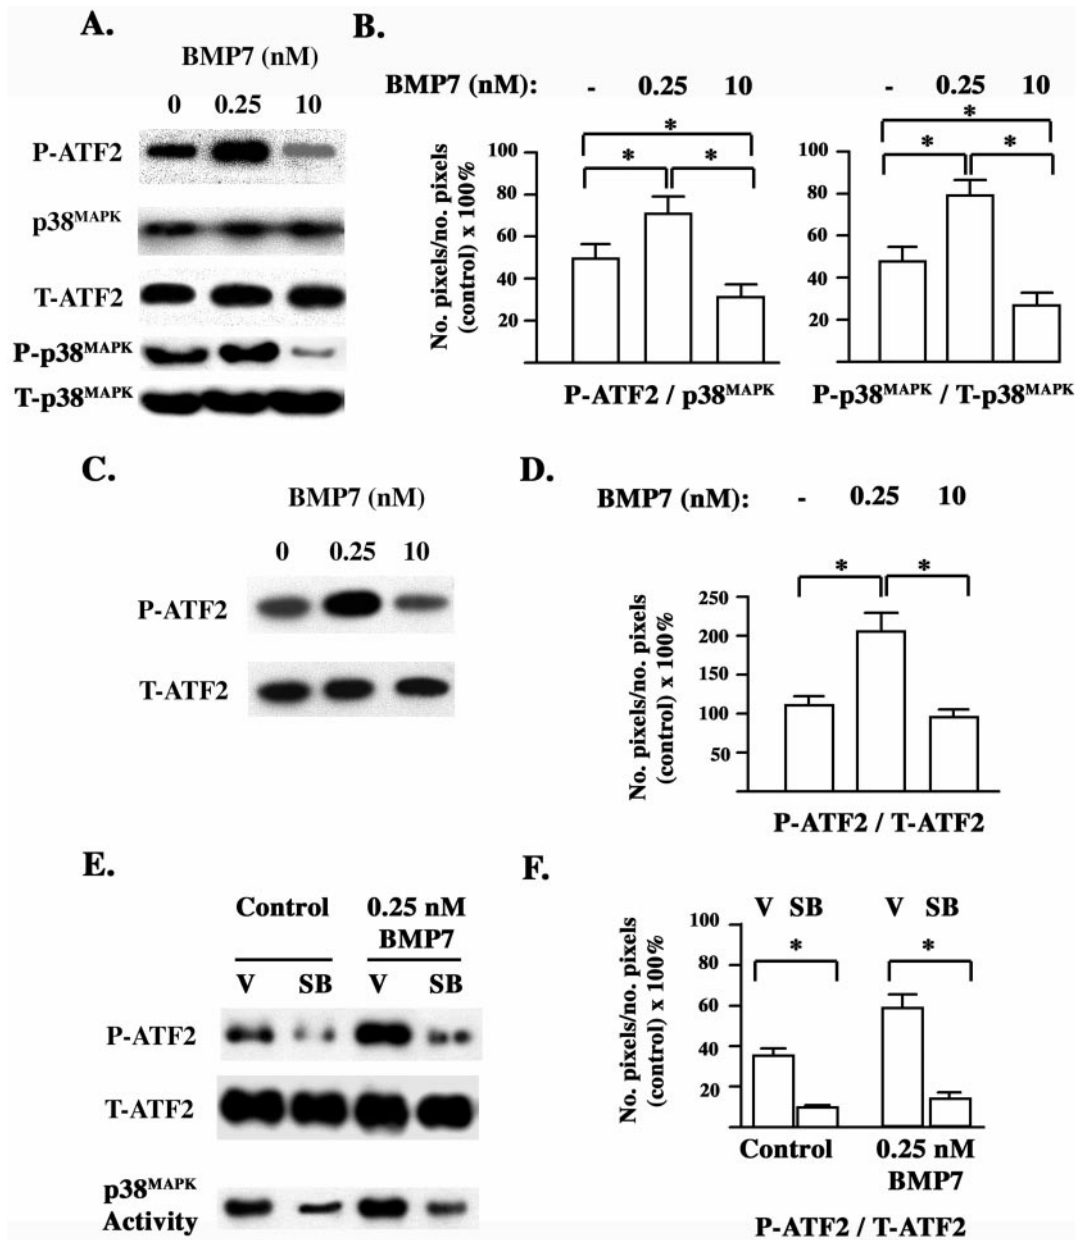 A.
BMP7 (nM)
0 0.25 10
P-ATF2
p38MAPK
T-ATF2
P-p38MAPK
T-p38MAPK
B.
BMP7 (nM): - 0.25 10 - 0.25 10
* * *
* * *
No. pixels/no. pixels
(control) x 100%
100
80
60
40
20
P-ATF2 / p38MAPK
100
80
60
40
20
P-p38MAPK / T-p38MAPK
C.
BMP7 (nM)
0 0.25 10
P-ATF2
T-ATF2
D.
BMP7 (nM): - 0.25 10
* *
No. pixels/no. pixels
(control) x 100%
250
200
150
100
50
P-ATF2 / T-ATF2
E.
Control 0.25 nM
BMP7
V SB V SB
P-ATF2
T-ATF2
p38MAPK
Activity
F.
V SB V SB
* *
No. pixels/no. pixels
(control) x 100%
100
80
60
40
20
Control 0.25 nM
BMP7
P-ATF2 / T-ATF2